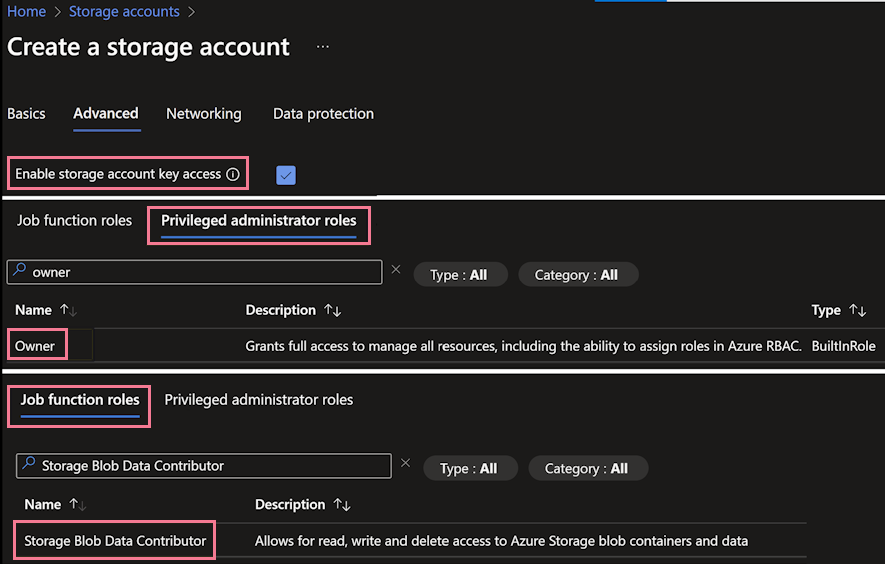 Home > Storage accounts >
Create a storage account ...
Basics Advanced Networking Data protection
Enable storage account key access
Job function roles Privileged administrator roles
owner Type : All Category : All
Name ↑↓ Description ↑↓ Type ↑↓
Owner Grants full access to manage all resources, including the ability to assign roles in Azure RBAC. BuiltInRole
Job function roles Privileged administrator roles
Storage Blob Data Contributor Type : All Category : All
Name ↑↓ Description ↑↓
Storage Blob Data Contributor Allows for read, write and delete access to Azure Storage blob containers and data